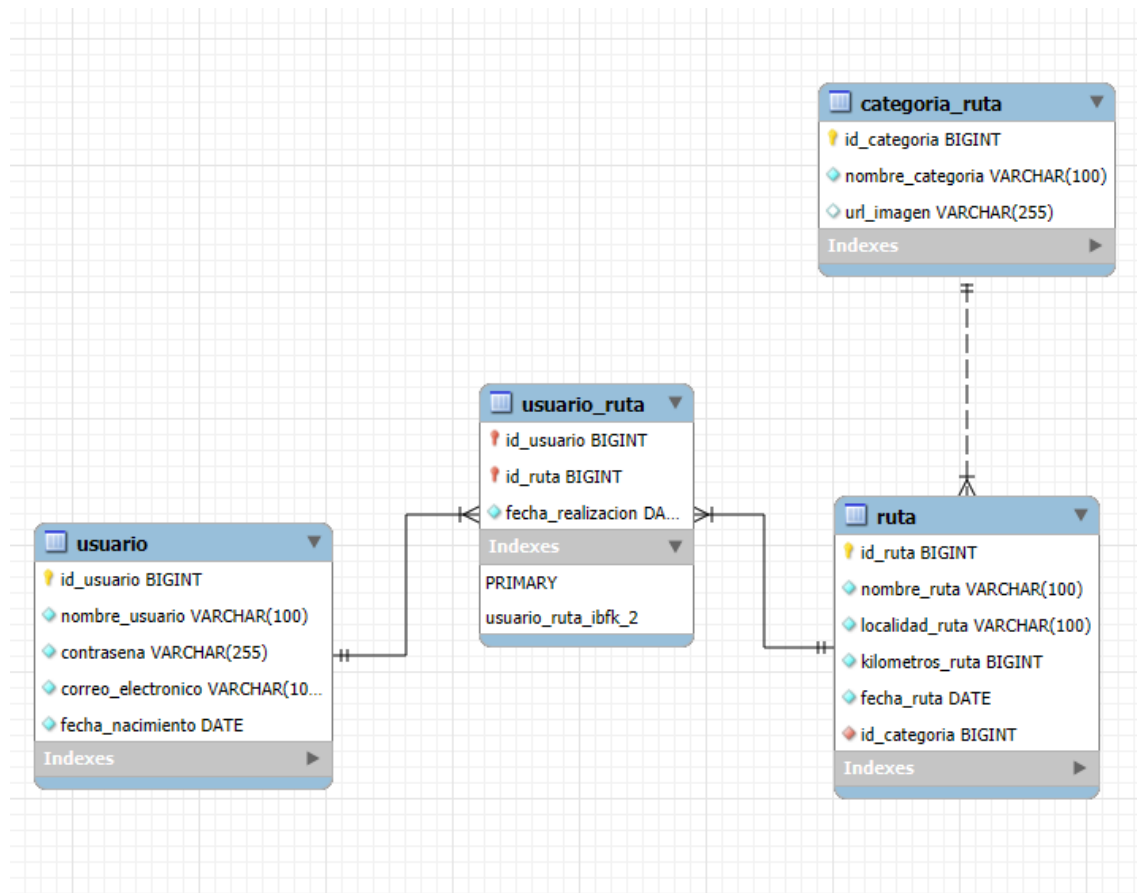 categoria_ruta
id_categoria BIGINT
nombre_categoria VARCHAR(100)
url_imagen VARCHAR(255)
Indexes
usuario_ruta
id_usuario BIGINT
id_ruta BIGINT
fecha_realizacion DA...
Indexes
PRIMARY
usuario_ruta_ibfk_2
usuario
id_usuario BIGINT
nombre_usuario VARCHAR(100)
contrasena VARCHAR(255)
correo_electronico VARCHAR(10...
fecha_nacimiento DATE
Indexes
ruta
id_ruta BIGINT
nombre_ruta VARCHAR(100)
localidad_ruta VARCHAR(100)
kilometros_ruta BIGINT
fecha_ruta DATE
id_categoria BIGINT
Indexes